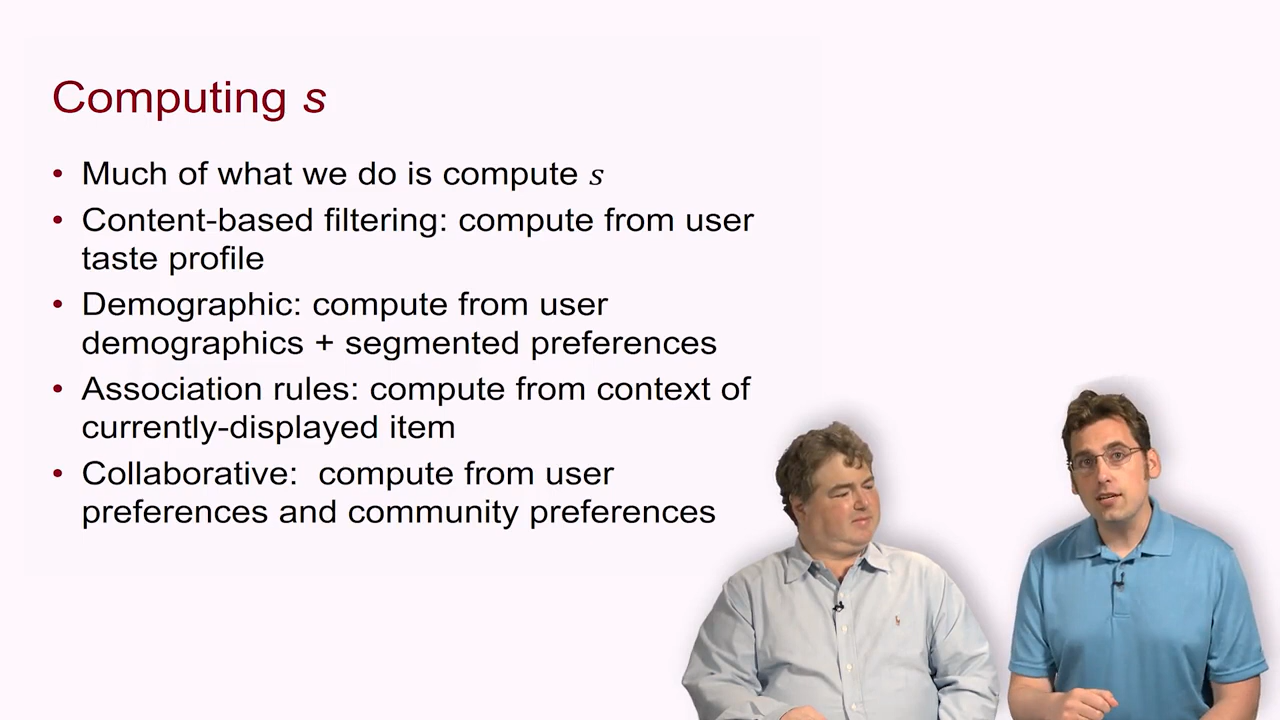 Computing s
• Much of what we do is compute s
• Content-based filtering: compute from user
taste profile
• Demographic: compute from user
demographics + segmented preferences
• Association rules: compute from context of
currently-displayed item
• Collaborative:  compute from user
preferences and community preferences